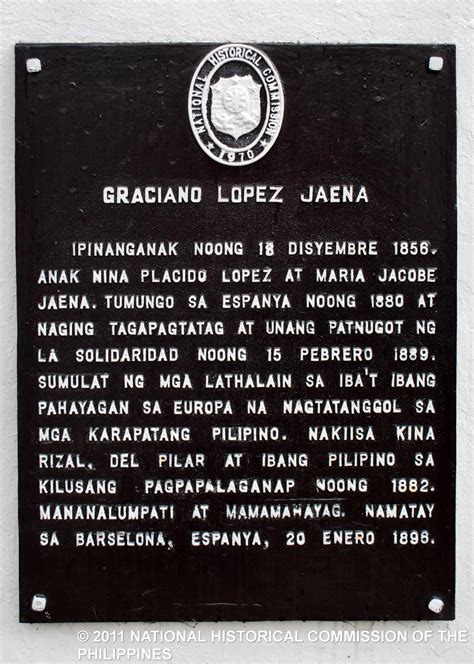 NATIONAL HISTORICAL COMMISSION
1970
GRACIANO LOPEZ JAENA
IPINANGANAK NOONG 18 DISYEMBRE 1856.
ANAK NINA PLACIDO LOPEZ AT MARIA JACOBE
JAENA. TUMUNGO SA ESPANYA NOONG 1880 AT
NAGING TAGAPAGTATAG AT UNANG PATNUGOT NG
LA SOLIDARIDAD NOONG 15 PEBRERO 1889.
SUMULAT NG MGA LATHALAIN SA IBA'T IBANG
PAHAYAGAN SA EUROPA NA NAGTATANGGOL SA
MGA KARAPATANG PILIPINO. NAKIISA KINA
RIZAL, DEL PILAR AT IBANG PILIPINO SA
KILUSANG PAGPAPALAGANAP NOONG 1882.
MANANALUMPATI AT MAMAMAHAYAG. NAMATAY
SA BARSELONA, ESPANYA, 20 ENERO 1896.
© 2011 NATIONAL HISTORICAL COMMISSION OF THE
PHILIPPINES